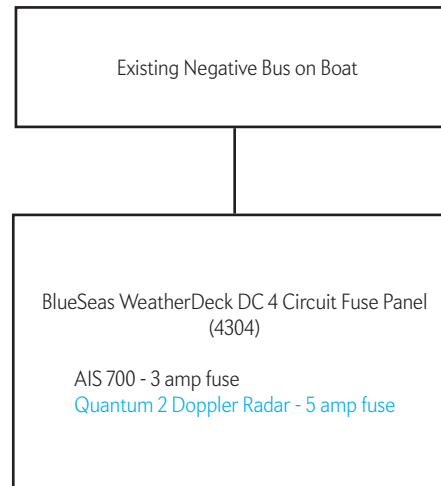 Existing Negative Bus on Boat
BlueSeas WeatherDeck DC 4 Circuit Fuse Panel
(4304)
AIS 700 - 3 amp fuse
Quantum 2 Doppler Radar - 5 amp fuse